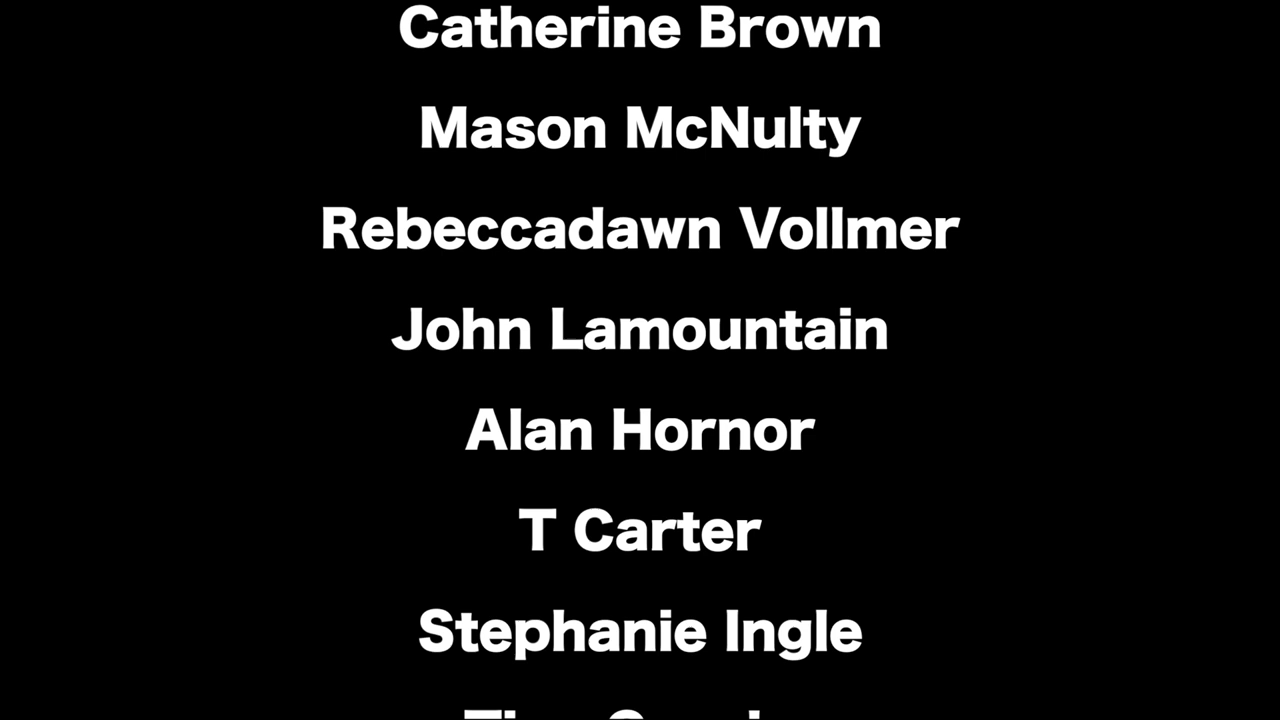 Catherine Brown
Mason McNulty
Rebeccadawn Vollmer
John Lamountain
Alan Hornor
T Carter
Stephanie Ingle